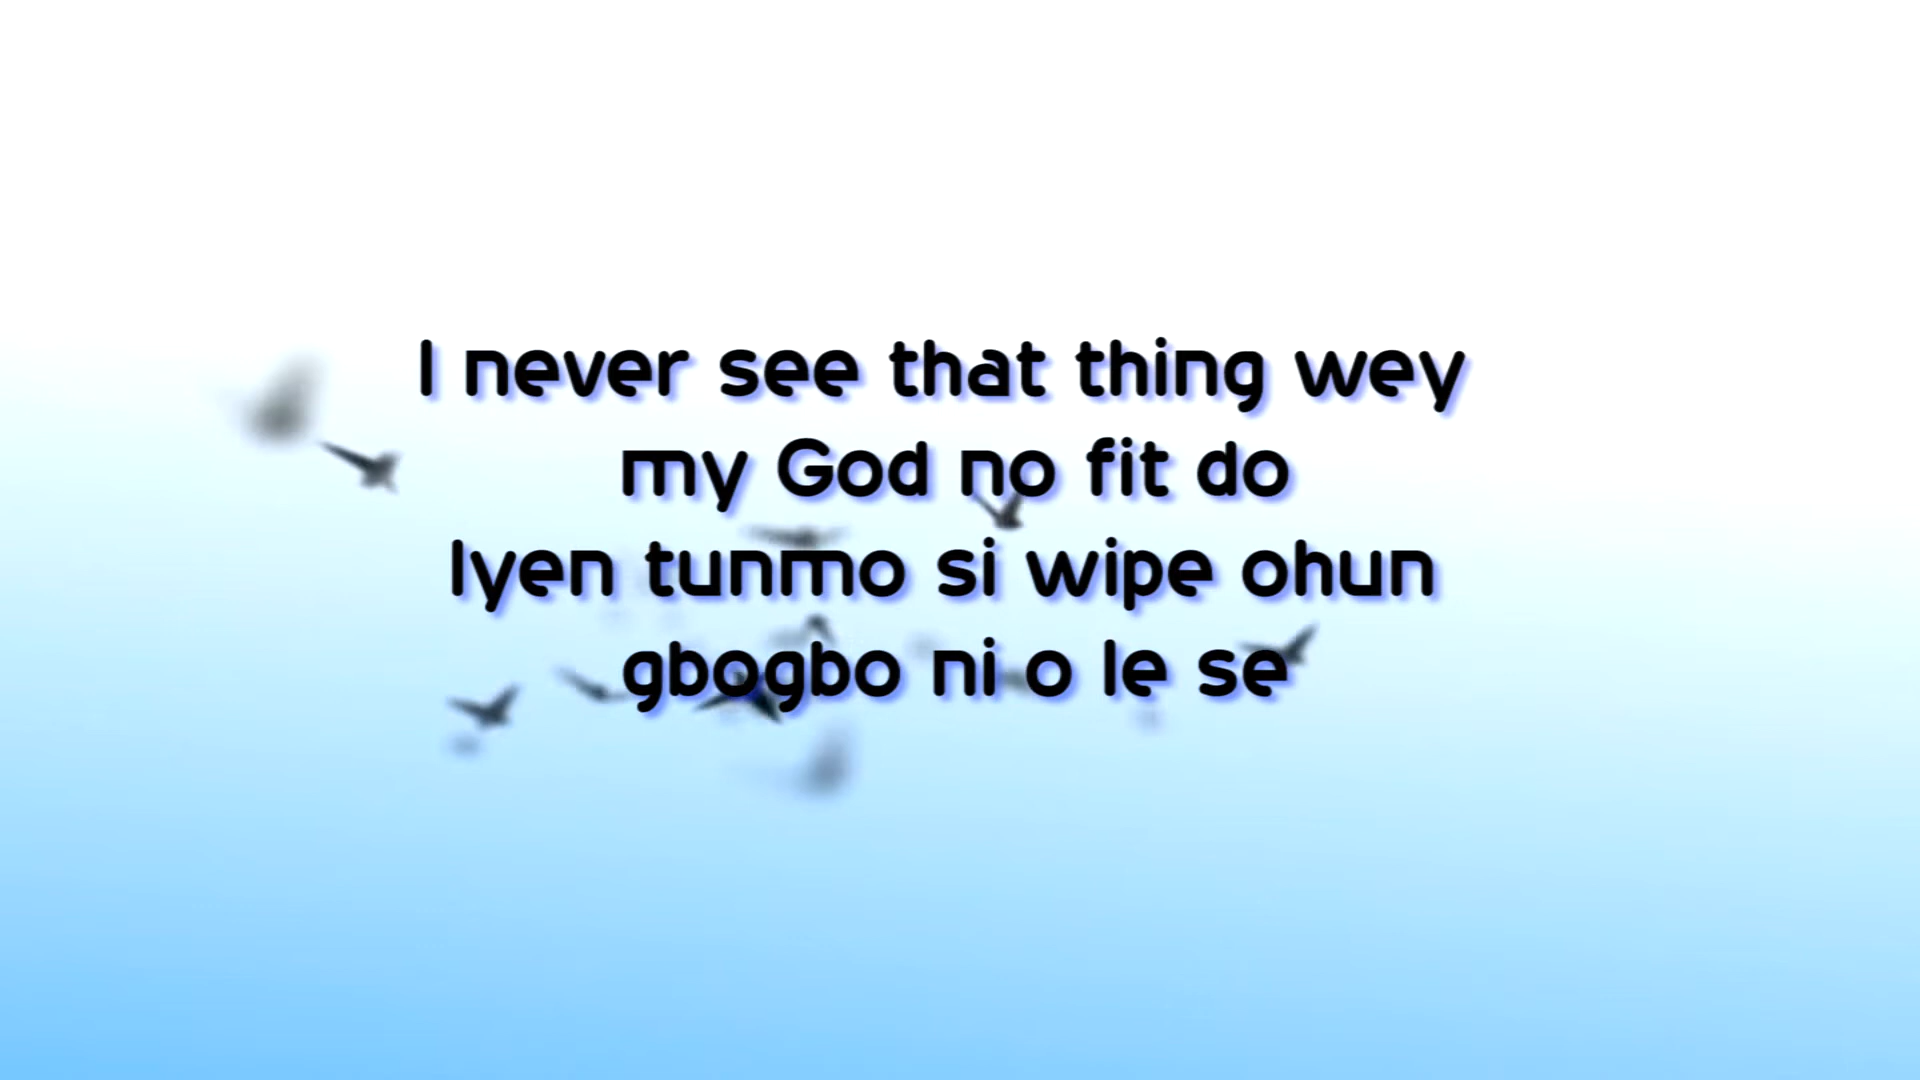 I never see that thing wey
my God no fit do
Iyen tunmo si wipe ohun
gbogbo ni o le se